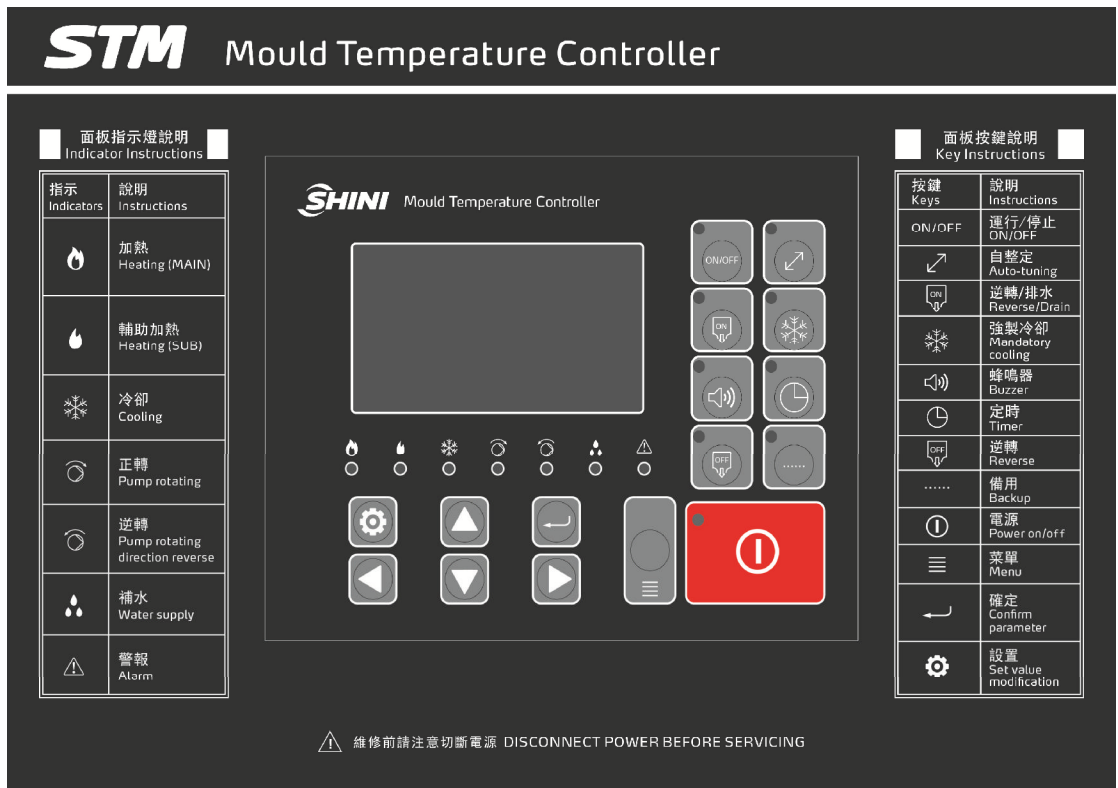 STM Mould Temperature Controller
面板指示燈說明
Indicator Instructions
指示 說明
Indicators Instructions
加熱
Heating (MAIN)
輔助加熱
Heating (SUB)
冷卻
Cooling
正轉
Pump rotating
逆轉
Pump rotating
direction reverse
補水
Water supply
警報
Alarm
SHINI Mould Temperature Controller
ON/OFF
ON
OFF
......
面板按鍵說明
Key Instructions
按鍵 說明
Keys Instructions
ON/OFF 運行/停止
ON/OFF
自整定
Auto-tuning
ON 逆轉/排水
Reverse/Drain
強製冷卻
Mandatory
cooling
蜂鳴器
Buzzer
定時
Timer
OFF 逆轉
Reverse
...... 備用
Backup
電源
Power on/off
菜單
Menu
確定
Confirm
parameter
設置
Set value
modification
維修前請注意切斷電源 DISCONNECT POWER BEFORE SERVICING